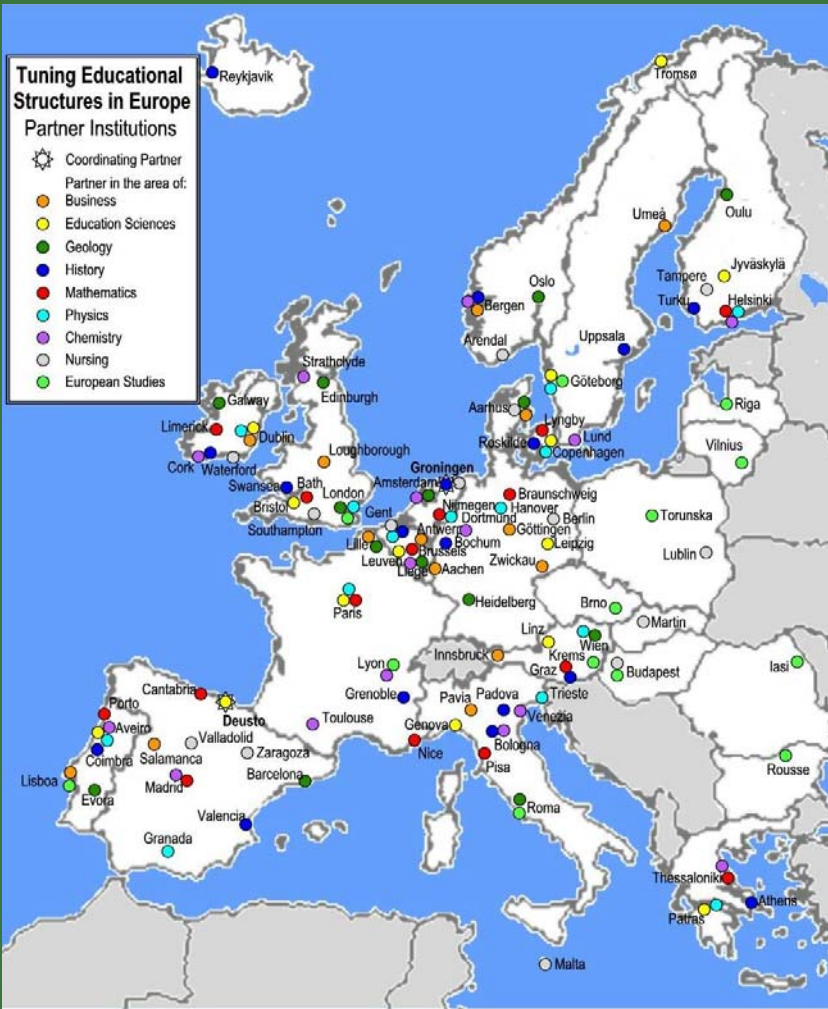 Tuning Educational
Structures in Europe
Partner Institutions
Coordinating Partner
Partner in the area of:
Business
Education Sciences
Geology
History
Mathematics
Physics
Chemistry
Nursing
European Studies
Reykjavik
Tromsø
Umeå
Oulu
Jyväskylä
Tampere
Turku
Helsinki
Oslo
Bergen
Arendal
Uppsala
Strathclyde
Edinburgh
Göteborg
Galway
Aarhus
Riga
Limerick
Dublin
Lyngby
Roskilde
Lund
Copenhagen
Vilnius
Cork
Waterford
Loughborough
Groningen
Swansea
Bath
Amsterdam
Braunschweig
Bristol
London
Nijmegen
Hanover
Southampton
Gent
Dortmund
Berlin
Torunska
Antwerp
Göttingen
Lille
Brussels
Bochum
Leipzig
Leuven
Liege
Aachen
Zwickau
Lublin
Paris
Heidelberg
Brno
Martin
Linz
Wien
Krems
Innsbruck
Graz
Budapest
Iasi
Lyon
Grenoble
Pavia
Padova
Trieste
Cantabria
Deusto
Toulouse
Genova
Venezia
Porto
Aveiro
Bologna
Valladolid
Nice
Coimbra
Salamanca
Zaragoza
Pisa
Rousse
Lisboa
Evora
Madrid
Barcelona
Roma
Valencia
Granada
Thessaloniki
Athens
Patras
Malta